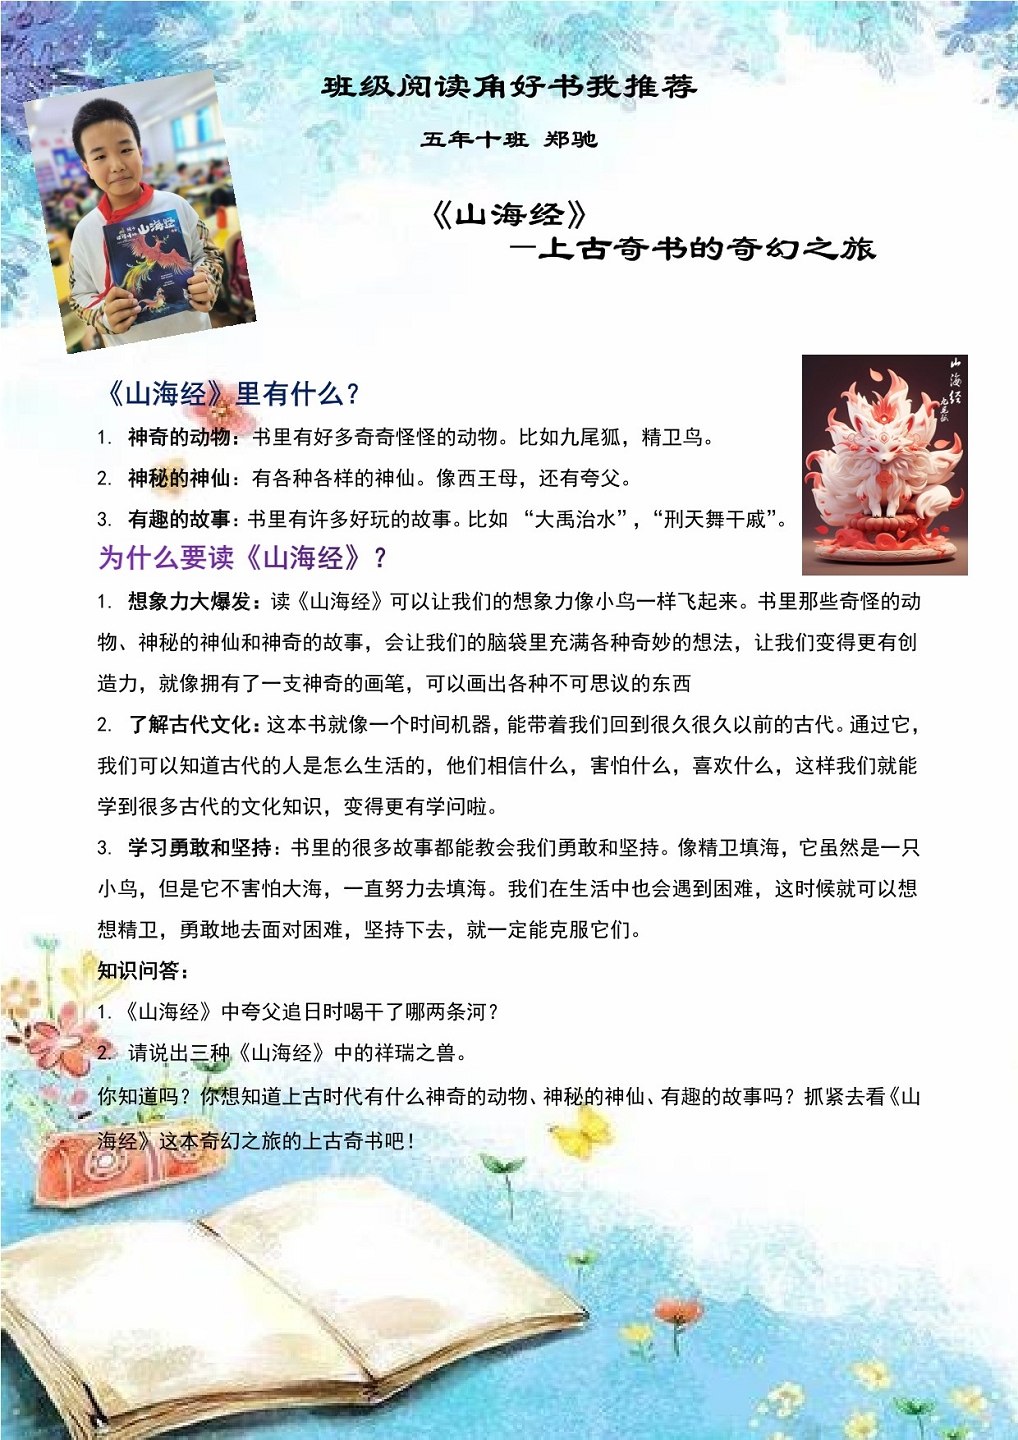 班级阅读角好书我推荐
五年十班 郑驰
《山海经》
—上古奇书的奇幻之旅
山海经
山海经
九尾狐
《山海经》里有什么？
1. 神奇的动物：书里有好多奇奇怪怪的动物。比如九尾狐，精卫鸟。
2. 神秘的神仙：有各种各样的神仙。像西王母，还有夸父。
3. 有趣的故事：书里有许多好玩的故事。比如 “大禹治水”，“刑天舞干戚”。
为什么要读《山海经》？
1. 想象力大爆发：读《山海经》可以让我们的想象力像小鸟一样飞起来。书里那些奇怪的动
物、神秘的神仙和神奇的故事，会让我们的脑袋里充满各种奇妙的想法，让我们变得更有创
造力，就像拥有了一支神奇的画笔，可以画出各种不可思议的东西
2. 了解古代文化：这本书就像一个时间机器，能带着我们回到很久很久以前的古代。通过它，
我们可以知道古代的人是怎么生活的，他们相信什么，害怕什么，喜欢什么，这样我们就能
学到很多古代的文化知识，变得更有学问啦。
3. 学习勇敢和坚持：书里的很多故事都能教会我们勇敢和坚持。像精卫填海，它虽然是一只
小鸟，但是它不害怕大海，一直努力去填海。我们在生活中也会遇到困难，这时候就可以想
想精卫，勇敢地去面对困难，坚持下去，就一定能克服它们。
知识问答：
1.《山海经》中夸父追日时喝干了哪两条河？
2. 请说出三种《山海经》中的祥瑞之兽。
你知道吗？你想知道上古时代有什么神奇的动物、神秘的神仙、有趣的故事吗？抓紧去看《山
海经》这本奇幻之旅的上古奇书吧！